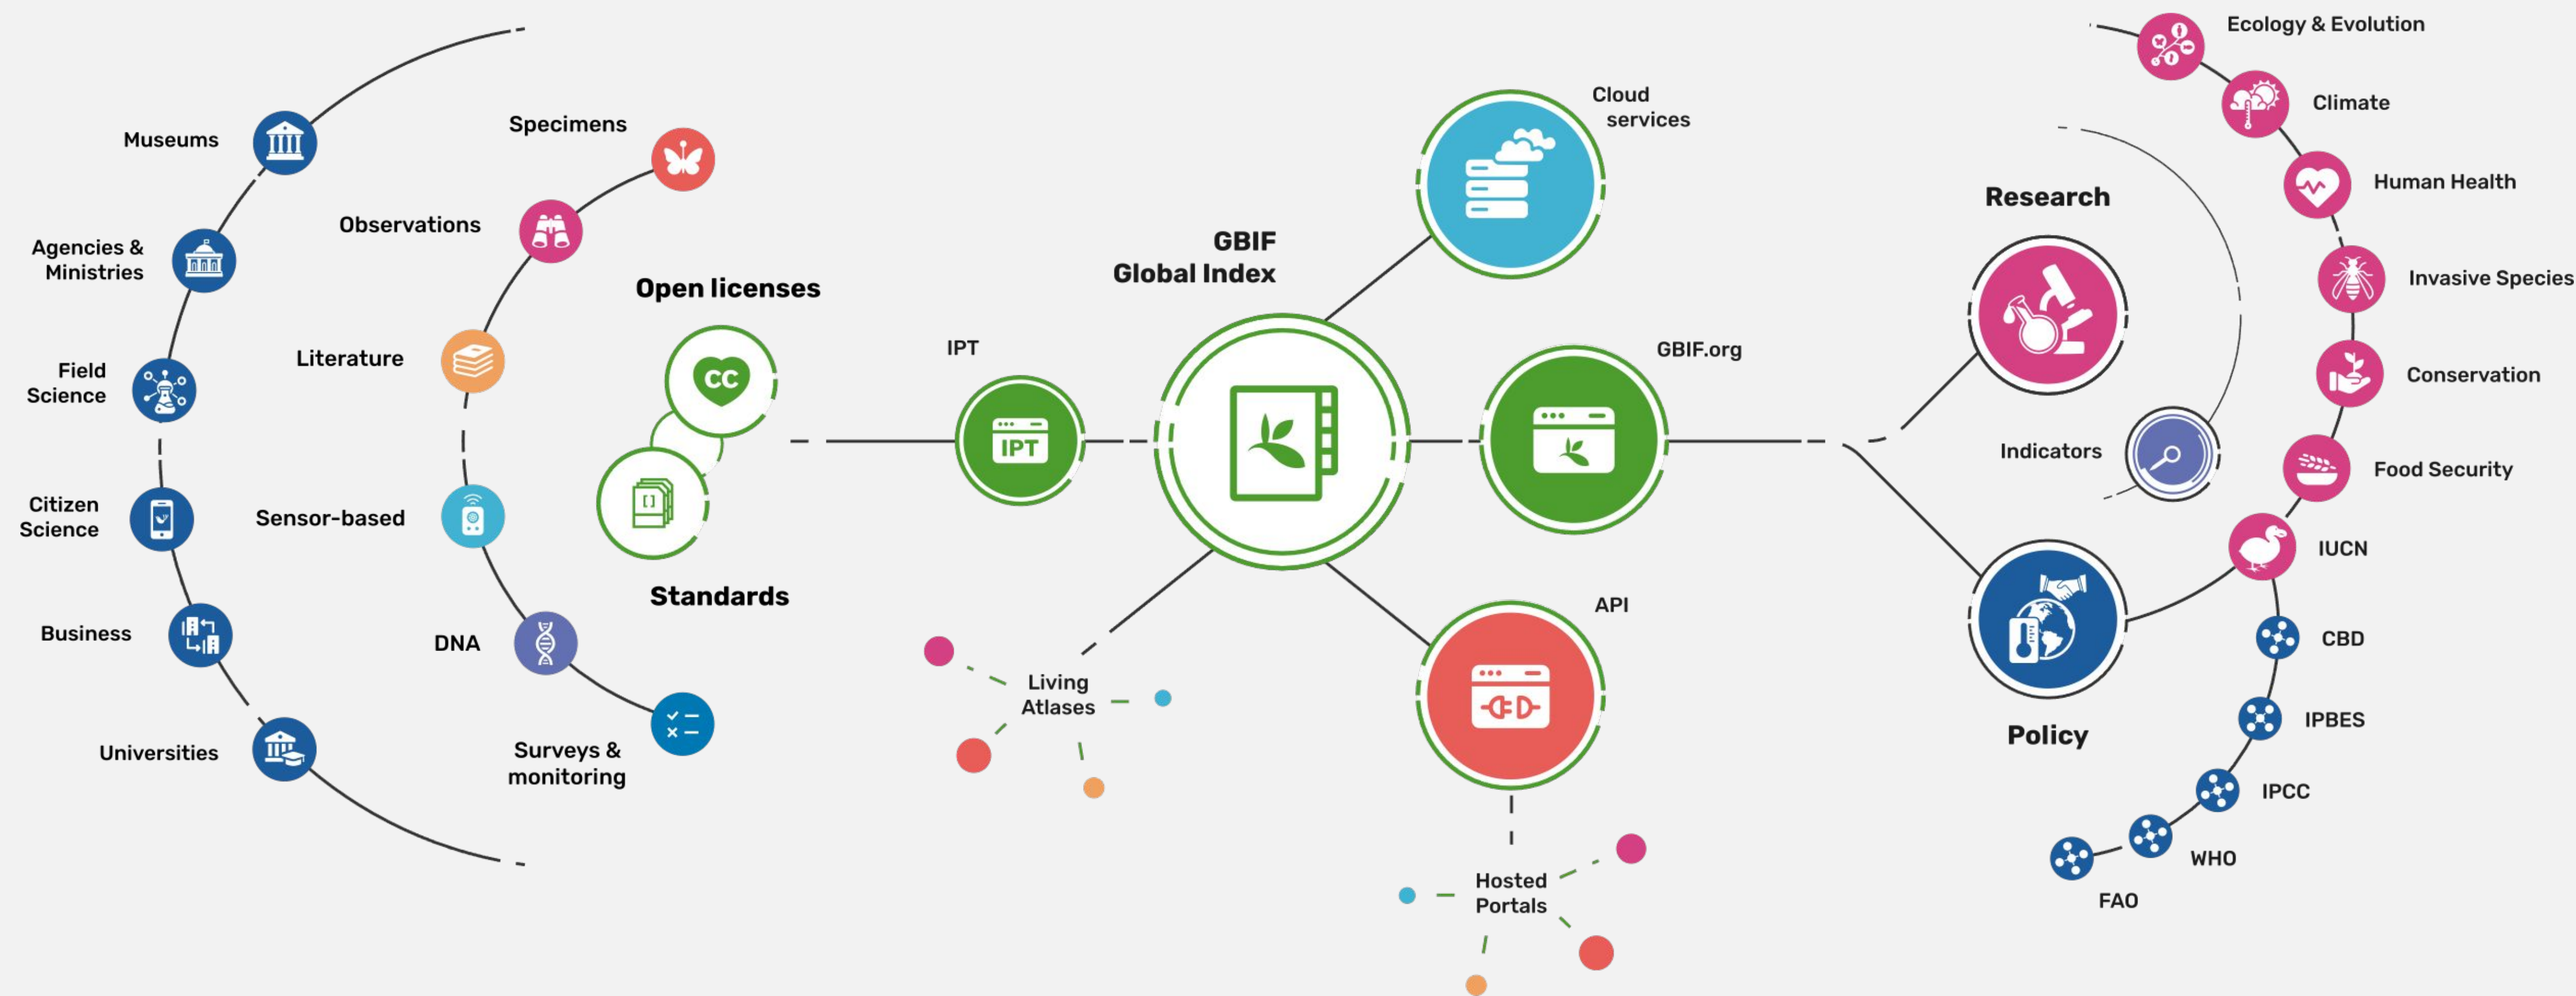 Museums
Agencies &
Ministries
Field
Science
Citizen
Science
Business
Universities
Specimens
Observations
Literature
Sensor-based
DNA
Surveys &
monitoring
Open licenses
CC
[ ]
Standards
IPT
IPT
GBIF
Global Index
Cloud
services
GBIF.org
API
Living
Atlases
Hosted
Portals
Research
Indicators
Policy
Ecology & Evolution
Climate
Human Health
Invasive Species
Conservation
Food Security
IUCN
CBD
IPBES
IPCC
WHO
FAO